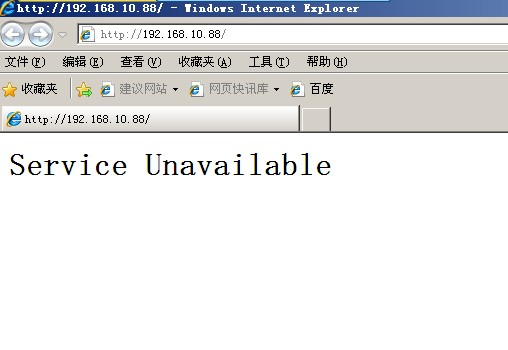 http://192.168.10.88/ - Windows Internet Explorer
http://192.168.10.88/
文件(F) 编辑(E) 查看(V) 收藏夹(A) 工具(T) 帮助(H)
收藏夹 建议网站 网页快讯库 百度
http://192.168.10.88/
Service Unavailable